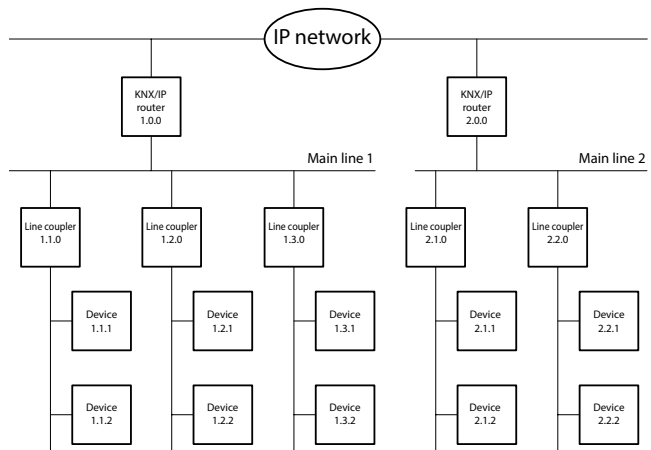 IP network
KNX/IP
router
1.0.0
KNX/IP
router
2.0.0
Main line 1
Main line 2
Line coupler
1.1.0
Line coupler
1.2.0
Line coupler
1.3.0
Line coupler
2.1.0
Line coupler
2.2.0
Device
1.1.1
Device
1.2.1
Device
1.3.1
Device
2.1.1
Device
2.2.1
Device
1.1.2
Device
1.2.2
Device
1.3.2
Device
2.1.2
Device
2.2.2